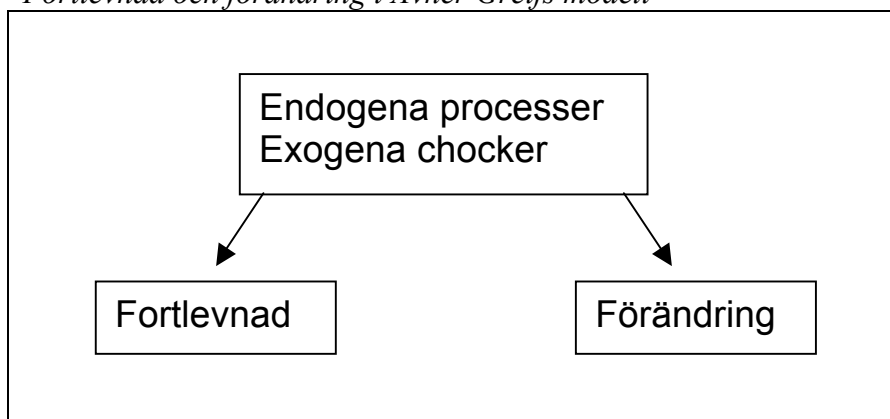 Fortlevnad och förändring i Avner Greifs modell
Endogena processer
Exogena chocker
Fortlevnad
Förändring